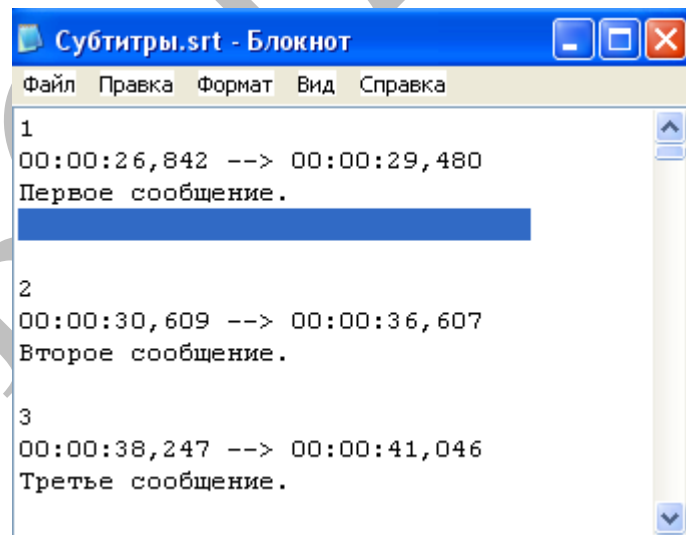 Субтитры.srt - Блокнот
Файл Правка Формат Вид Справка
1
00:00:26,842 --> 00:00:29,480
Первое сообщение.
2
00:00:30,609 --> 00:00:36,607
Второе сообщение.
3
00:00:38,247 --> 00:00:41,046
Третье сообщение.